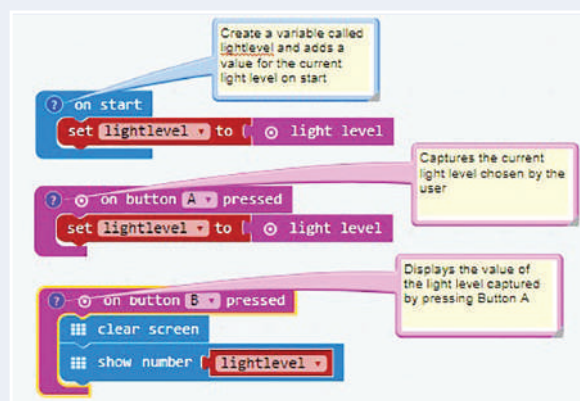 Create a variable called
lightlevel and adds a
value for the current
light level on start
? on start
set lightlevel to light level
Captures the current
light level chosen by the
user
? on button A pressed
set lightlevel to light level
Displays the value of
the light level captured
by pressing Button A
? on button B pressed
clear screen
show number lightlevel